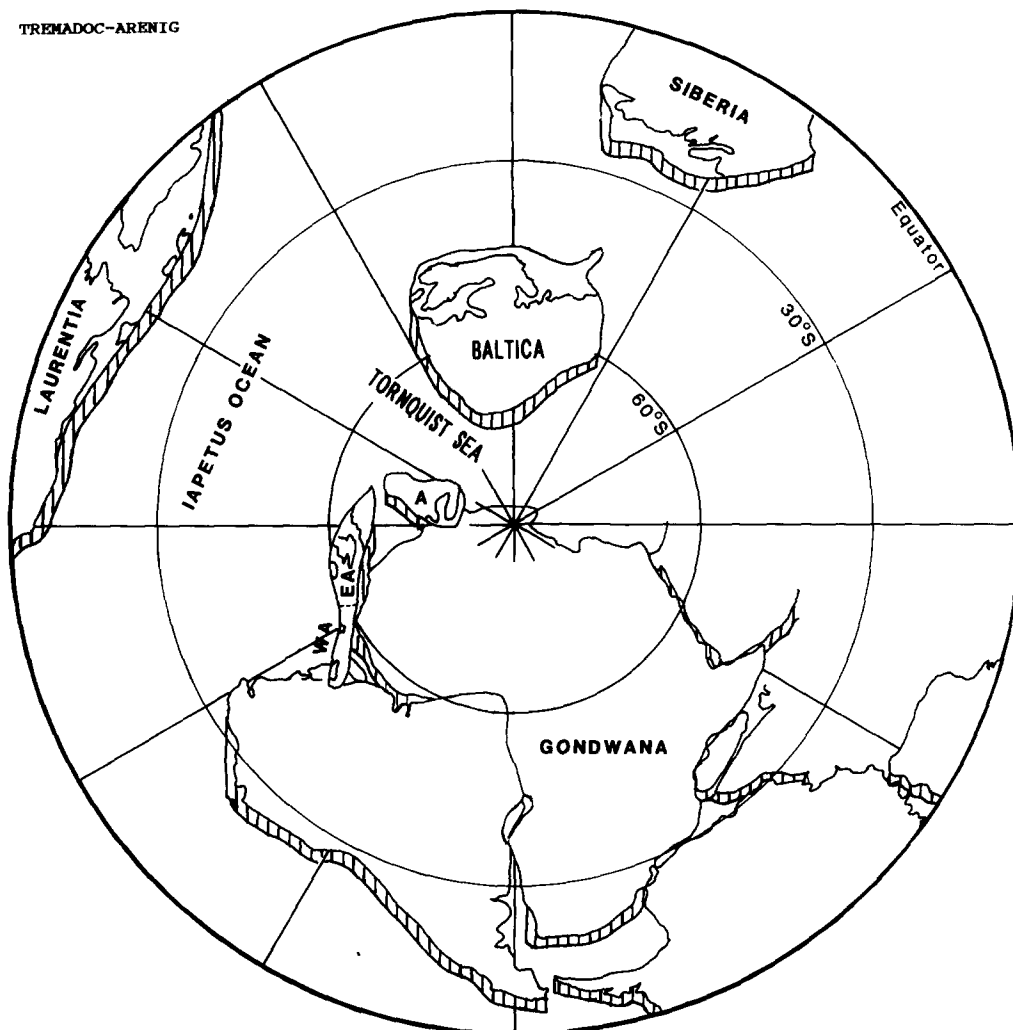 TREMADOC-ARENIG
SIBERIA
Equator
LAURENTIA
IAPETUS OCEAN
BALTICA
30°S
TORNQUIST SEA
60°S
A
EA
WA
GONDWANA